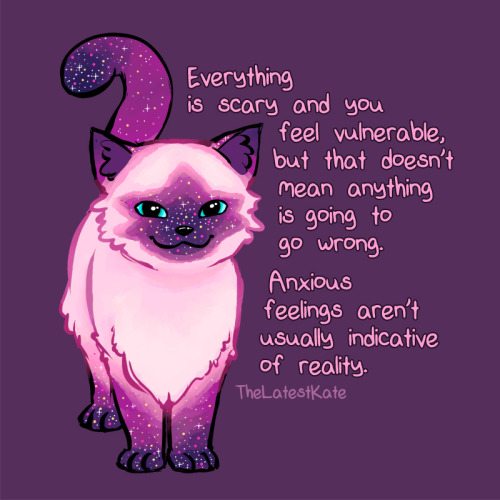 Everything
is scary and you
feel vulnerable,
but that doesn't
mean anything
is going to
go wrong.
Anxious
feelings aren't
usually indicative
of reality.
TheLatestKate